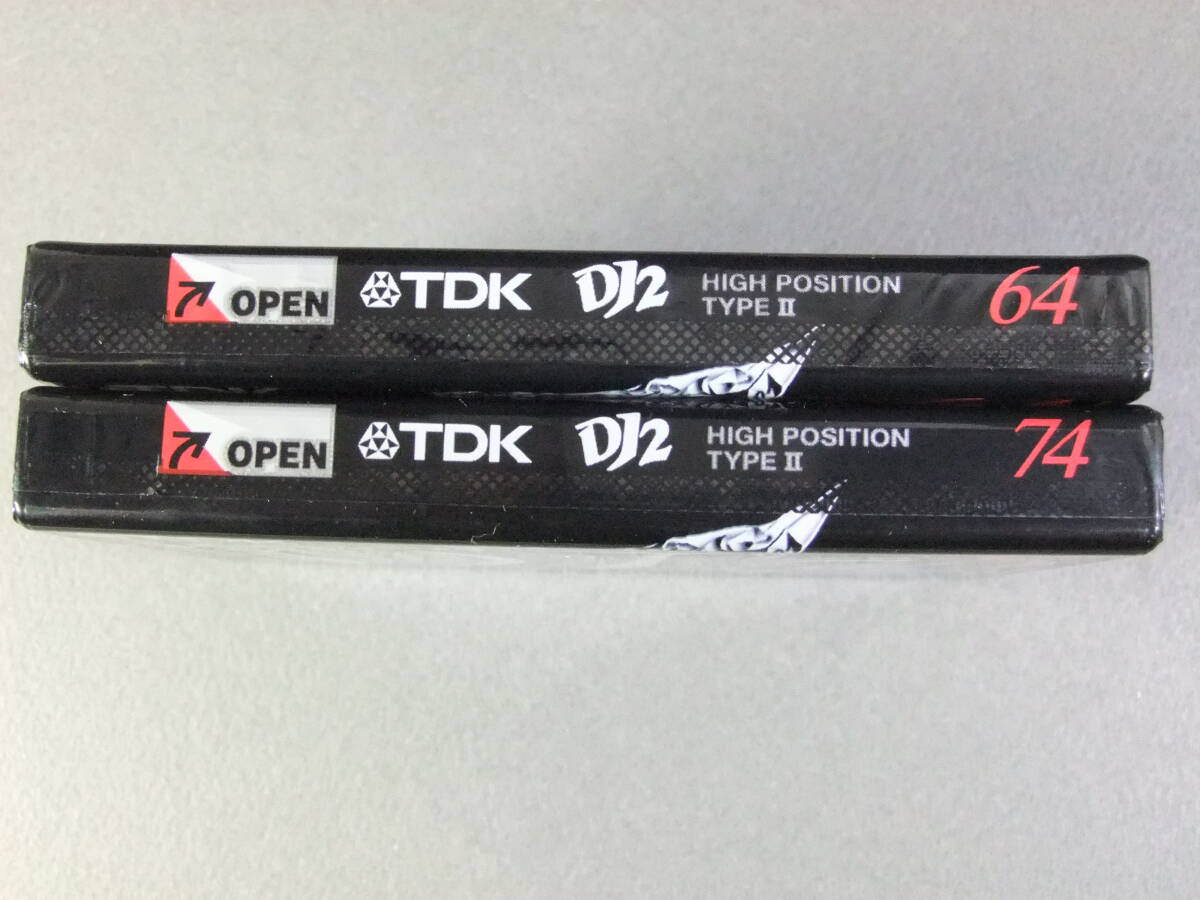 OPEN TDK DJ2 HIGH POSITION 64
TYPE II
OPEN TDK DJ2 HIGH POSITION 74
TYPE II